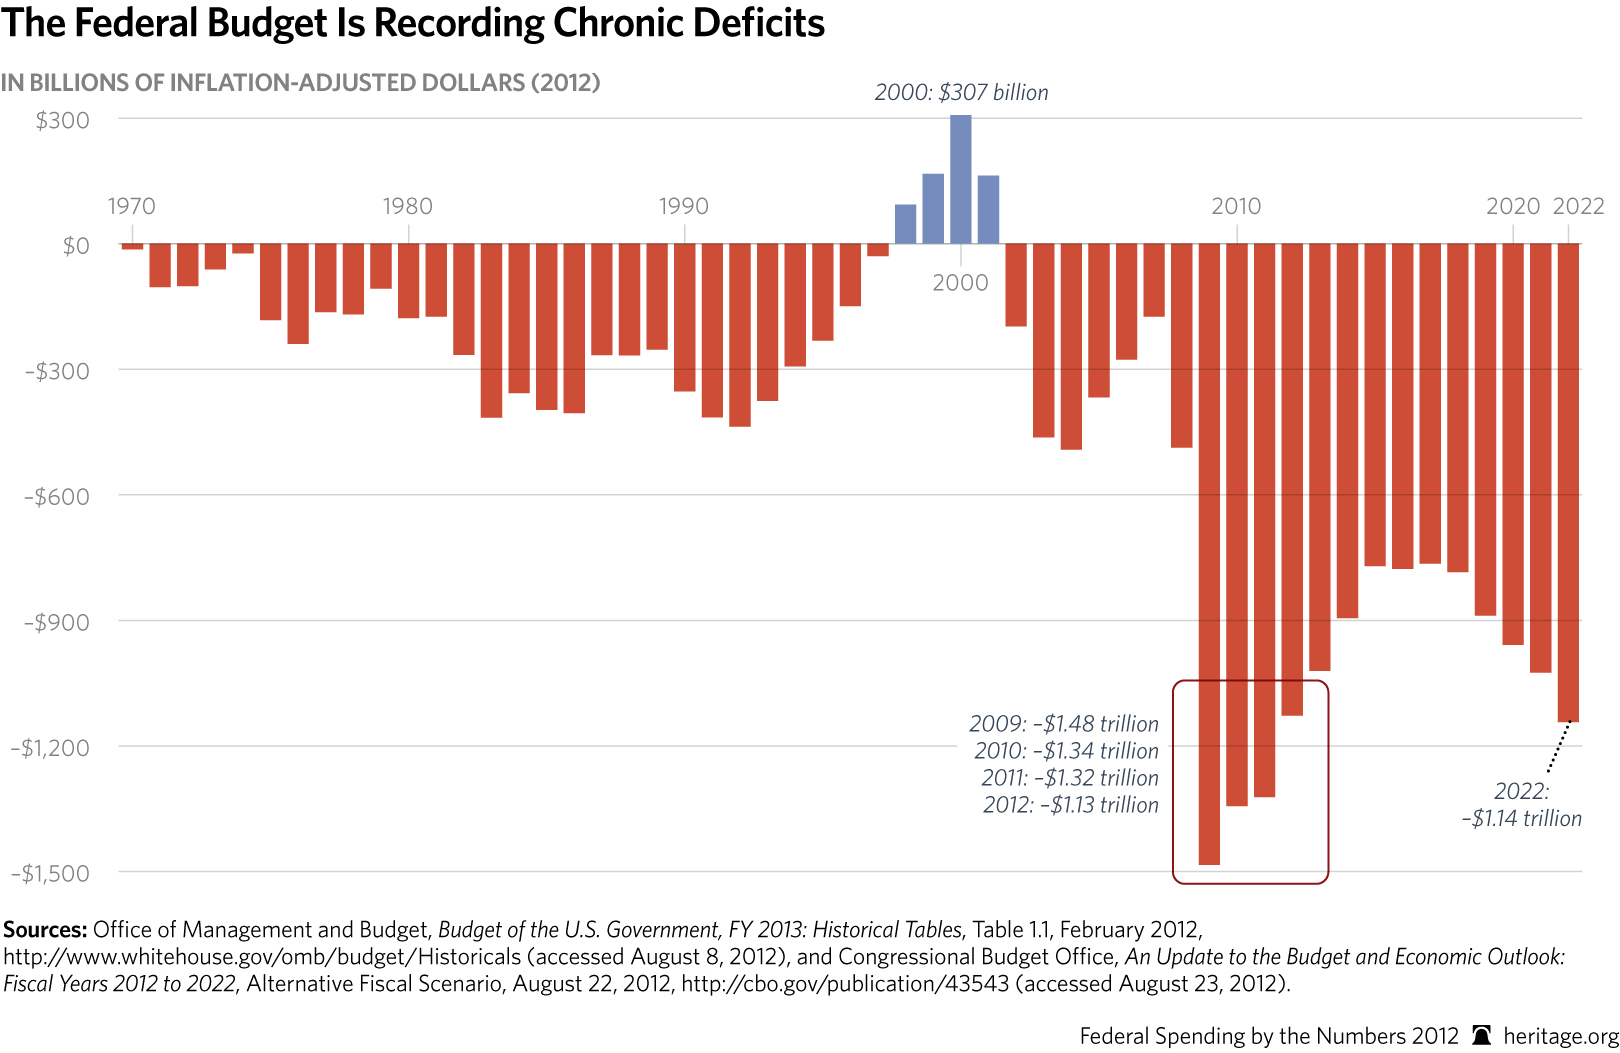 The Federal Budget Is Recording Chronic Deficits
IN BILLIONS OF INFLATION-ADJUSTED DOLLARS (2012)
2000: $307 billion
$300
1970
1980
1990
2010
2020
2022
$0
2000
–$300
–$600
–$900
2009: –$1.48 trillion
–$1,200
2010: –$1.34 trillion
2011: –$1.32 trillion
2012: –$1.13 trillion
2022:
–$1.14 trillion
–$1,500
Sources: Office of Management and Budget, Budget of the U.S. Government, FY 2013: Historical Tables, Table 1.1, February 2012,
http://www.whitehouse.gov/omb/budget/Historicals (accessed August 8, 2012), and Congressional Budget Office, An Update to the Budget and Economic Outlook:
Fiscal Years 2012 to 2022, Alternative Fiscal Scenario, August 22, 2012, http://cbo.gov/publication/43543 (accessed August 23, 2012).
Federal Spending by the Numbers 2012 heritage.org